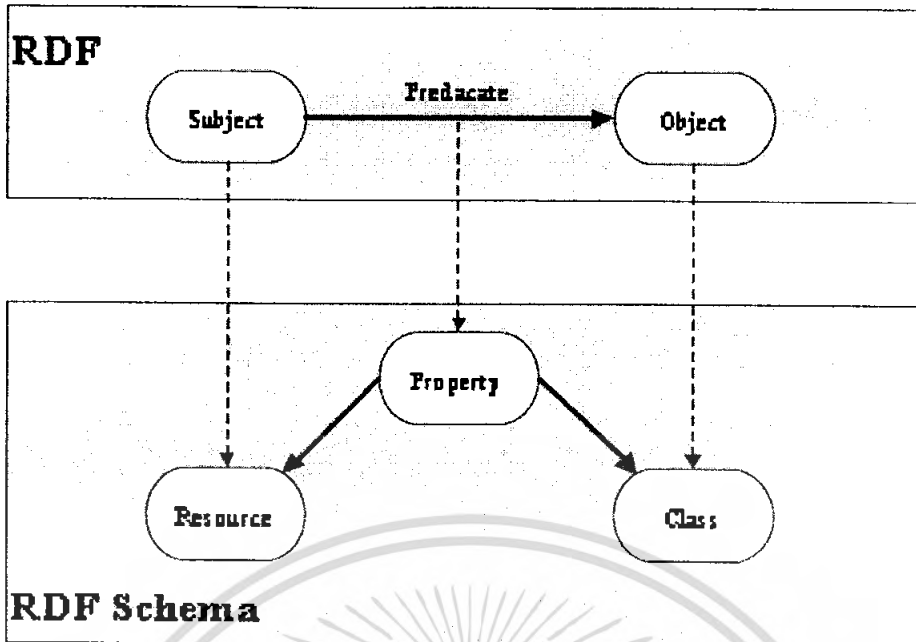 RDF
Predacate
Subject
Object
Property
Resource
Class
RDF Schema